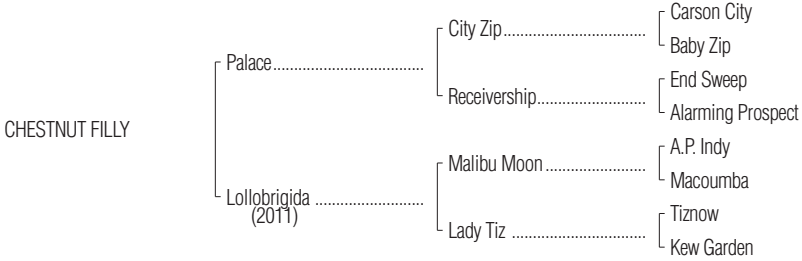 Carson City
City Zip..................................
Baby Zip
Palace...................................
End Sweep
Receivership..........................
Alarming Prospect
CHESTNUT FILLY
A.P. Indy
Malibu Moon ........................
Macoumba
Lollobrigida .........................
(2011)
Tiznow
Lady Tiz ................................
Kew Garden